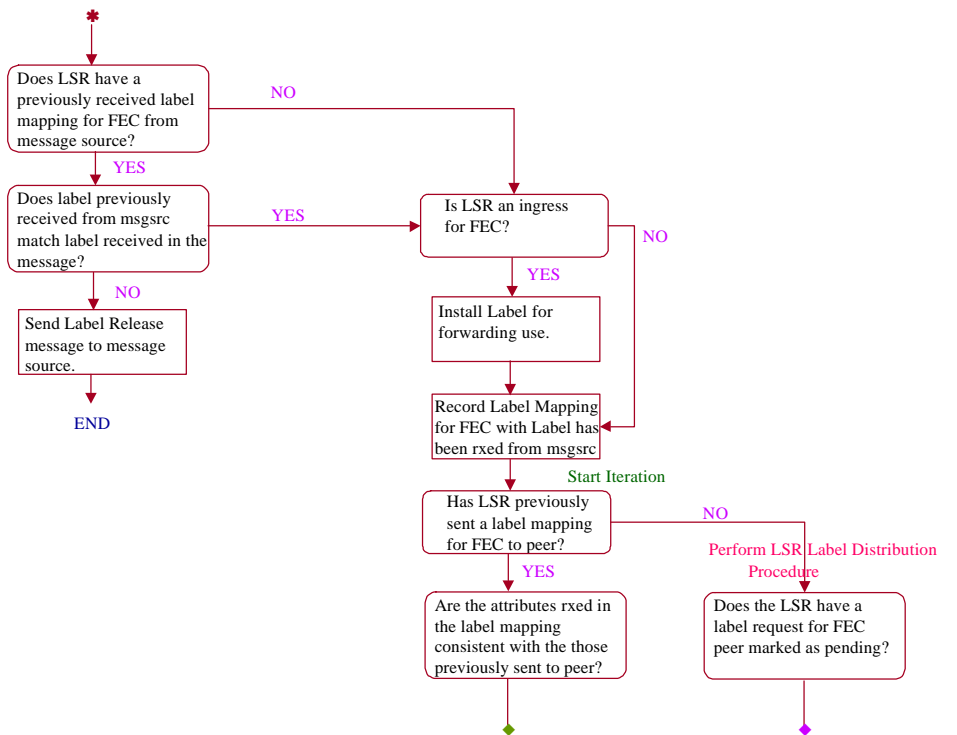 *
Does LSR have a
previously received label
mapping for FEC from
message source?
NO
YES
Does label previously
received from msgsrc
match label received in the
message?
YES
Is LSR an ingress
for FEC?
NO
NO
YES
Send Label Release
message to message
source.
Install Label for
forwarding use.
END
Record Label Mapping
for FEC with Label has
been rxed from msgsrc
Start Iteration
Has LSR previously
sent a label mapping
for FEC to peer?
NO
Perform LSR Label Distribution
Procedure
YES
Are the attributes rxed in
the label mapping
consistent with the those
previously sent to peer?
Does the LSR have a
label request for FEC
peer marked as pending?